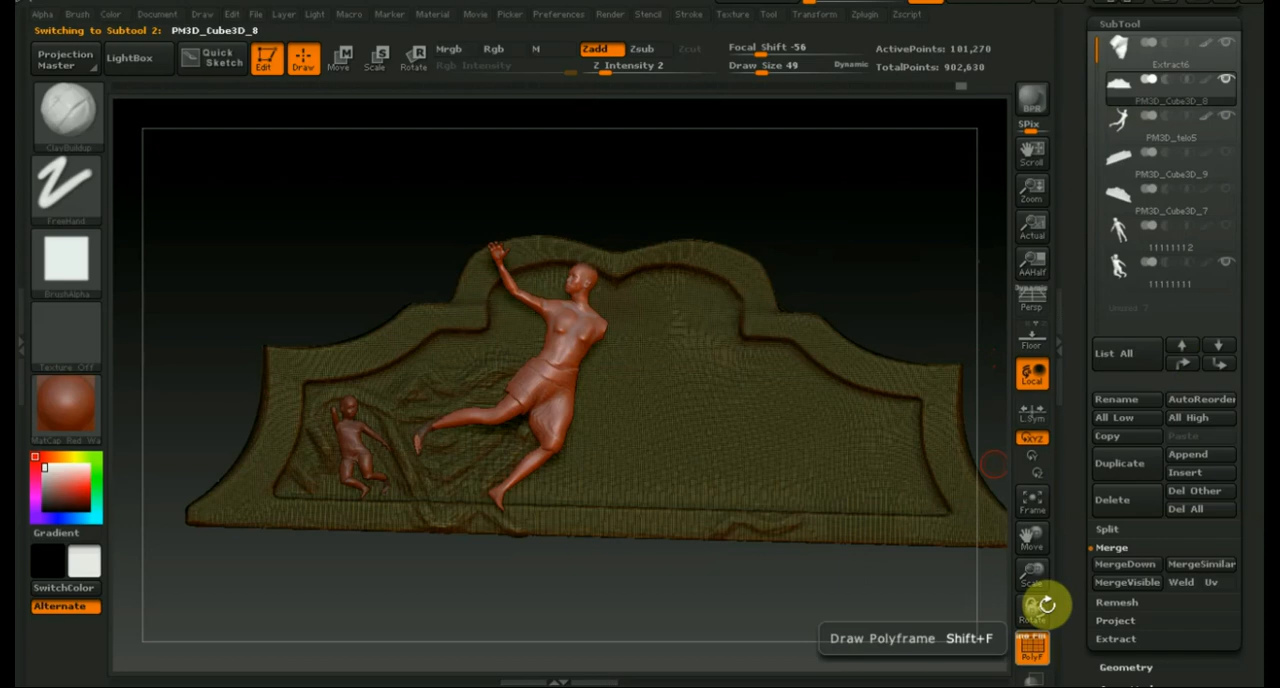 Alpha Brush Color Document Draw Edit File Layer Light Macro Marker Material Movie Picker Preferences Render Stencil Stroke Texture Tool Transform Zplugin Zscript
Switching to Subtool 2: PM3D_Cube3D_8
Projection Master
LightBox
Quick Sketch
Edit
Draw
Move
Scale
Rotate
Mrgb Rgb M
Rgb Intensity
Zadd Zsub Zcut
Z Intensity 2
Focal Shift -56
Draw Size 49 Dynamic
ActivePoints: 101,270
TotalPoints: 902,630
ClayBuildup
FreeHand
BrushAlpha
Texture Off
MatCap Red Wa
Gradient
SwitchColor
Alternate
BPR
SPix
Scroll
Zoom
Actual
AAHalf
Dynamic
Persp
Floor
Local
L.Sym
XYZ
Frame
Move
Scale
Rotate
PolyF
Draw Polyframe Shift+F
SubTool
Extract6
PM3D_Cube3D_8
PM3D_telo5
PM3D_Cube3D_9
PM3D_Cube3D_7
11111112
11111111
List All
Rename AutoReorder
All Low All High
Copy Paste
Duplicate
Append
Insert
Delete
Del Other
Del All
Split
Merge
MergeDown MergeSimilar
MergeVisible Weld Uv
Remesh
Project
Extract
Geometry